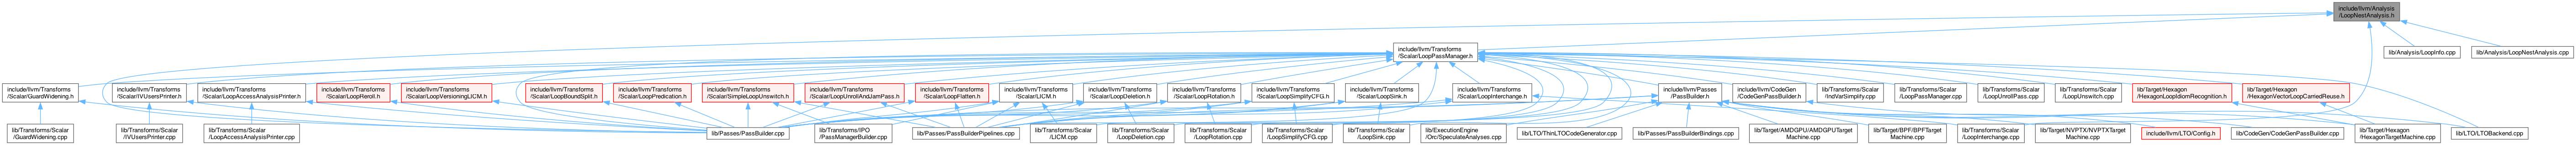 include/llvm/Analysis
/LoopNestAnalysis.h
include/llvm/Transforms
/Scalar/LoopPassManager.h
lib/Analysis/LoopInfo.cpp
lib/Analysis/LoopNestAnalysis.cpp
include/llvm/Transforms
/Scalar/GuardWidening.h
include/llvm/Transforms
/Scalar/IVUsersPrinter.h
include/llvm/Transforms
/Scalar/LoopAccessAnalysisPrinter.h
include/llvm/Transforms
/Scalar/LoopReroll.h
include/llvm/Transforms
/Scalar/LoopVersioningLICM.h
include/llvm/Transforms
/Scalar/LoopBoundSplit.h
include/llvm/Transforms
/Scalar/LoopPredication.h
include/llvm/Transforms
/Scalar/SimpleLoopUnswitch.h
include/llvm/Transforms
/Scalar/LoopUnrollAndJamPass.h
include/llvm/Transforms
/Scalar/LoopFlatten.h
include/llvm/Transforms
/Scalar/LICM.h
include/llvm/Transforms
/Scalar/LoopDeletion.h
include/llvm/Transforms
/Scalar/LoopRotation.h
include/llvm/Transforms
/Scalar/LoopSimplifyCFG.h
include/llvm/Transforms
/Scalar/LoopSink.h
include/llvm/Transforms
/Scalar/LoopInterchange.h
include/llvm/Passes
/PassBuilder.h
include/llvm/CodeGen
/CodeGenPassBuilder.h
lib/Transforms/Scalar
/IndVarSimplify.cpp
lib/Transforms/Scalar
/LoopPassManager.cpp
lib/Transforms/Scalar
/LoopUnrollPass.cpp
lib/Transforms/Scalar
/LoopUnswitch.cpp
lib/Target/Hexagon
/HexagonLoopIdiomRecognition.h
lib/Target/Hexagon
/HexagonVectorLoopCarriedReuse.h
lib/Transforms/Scalar
/GuardWidening.cpp
lib/Transforms/Scalar
/IVUsersPrinter.cpp
lib/Transforms/Scalar
/LoopAccessAnalysisPrinter.cpp
lib/Passes/PassBuilder.cpp
lib/Transforms/IPO
/PassManagerBuilder.cpp
lib/Passes/PassBuilderPipelines.cpp
lib/Transforms/Scalar
/LICM.cpp
lib/Transforms/Scalar
/LoopDeletion.cpp
lib/Transforms/Scalar
/LoopRotation.cpp
lib/Transforms/Scalar
/LoopSimplifyCFG.cpp
lib/Transforms/Scalar
/LoopSink.cpp
lib/ExecutionEngine
/Orc/SpeculateAnalyses.cpp
lib/LTO/ThinLTOCodeGenerator.cpp
lib/Passes/PassBuilderBindings.cpp
lib/Target/AMDGPU/AMDGPUTarget
Machine.cpp
lib/Target/BPF/BPFTarget
Machine.cpp
lib/Transforms/Scalar
/LoopInterchange.cpp
lib/Target/NVPTX/NVPTXTarget
Machine.cpp
include/llvm/LTO/Config.h
lib/CodeGen/CodeGenPassBuilder.cpp
lib/Target/Hexagon
/HexagonTargetMachine.cpp
lib/LTO/LTOBackend.cpp